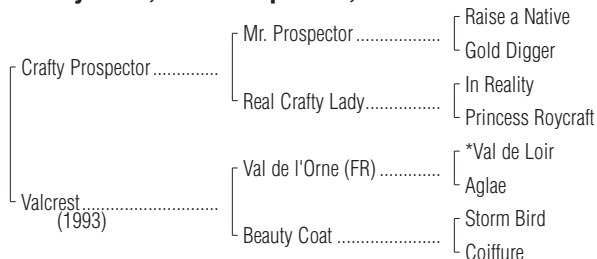 Raise a Native
Mr. Prospector ..................
Gold Digger
Crafty Prospector..............
In Reality
Real Crafty Lady................
Princess Roycraft
*Val de Loir
Val de l'Orne (FR) ..............
Aglae
Valcrest..............................
(1993)
Storm Bird
Beauty Coat .......................
Coiffure